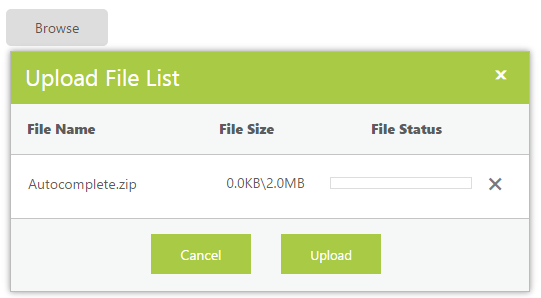 Browse
Upload File List
File Name File Size File Status
Autocomplete.zip 0.0KB\2.0MB
Cancel Upload